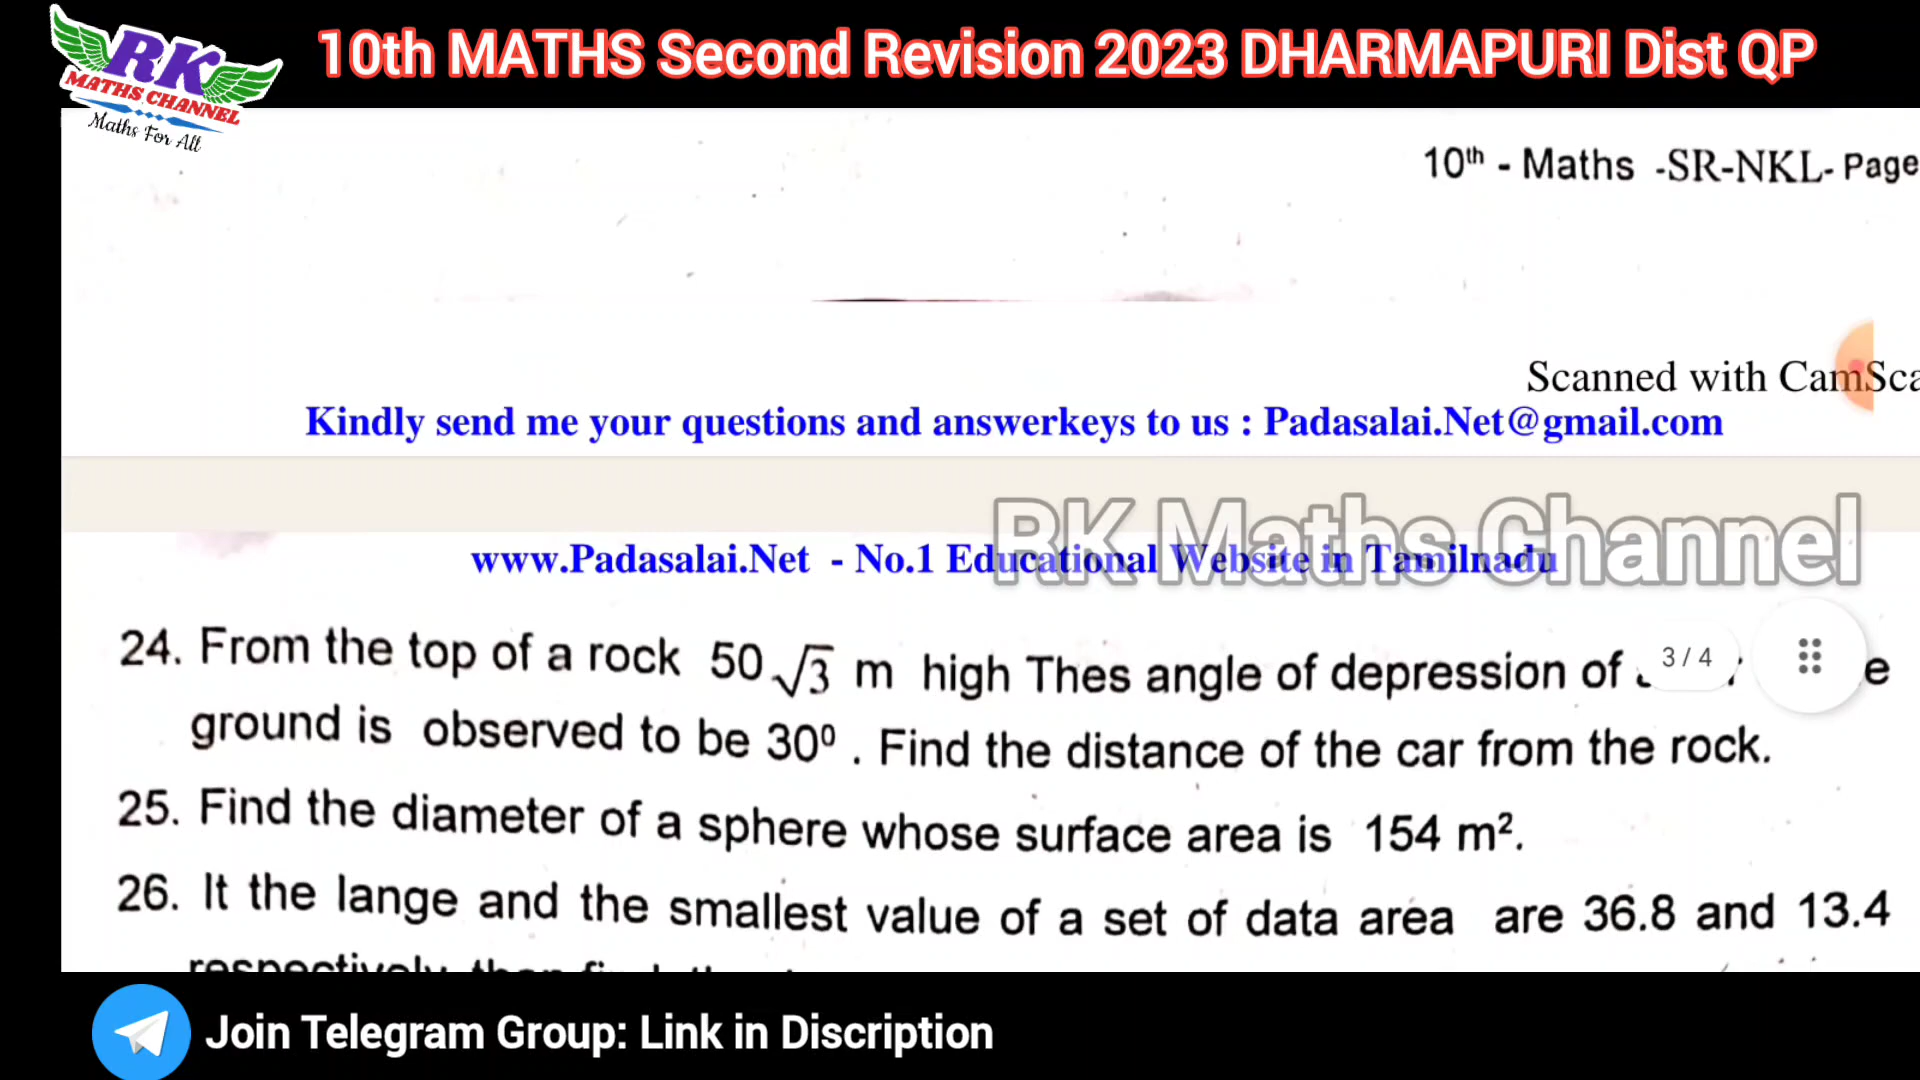 RK
MATHS CHANNEL
Maths For All
10th MATHS Second Revision 2023 DHARMAPURI Dist QP
10th - Maths -SR-NKL- Page
Scanned with CamSca
Kindly send me your questions and answerkeys to us : Padasalai.Net@gmail.com
RK Maths Channel
www.Padasalai.Net - No.1 Educational Website in Tamilnadu
24. From the top of a rock 50√3 m high Thes angle of depression of
3 / 4
ground is observed to be 30⁰ . Find the distance of the car from the rock.
25. Find the diameter of a sphere whose surface area is 154 m².
26. It the lange and the smallest value of a set of data area are 36.8 and 13.4
Join Telegram Group: Link in Discription